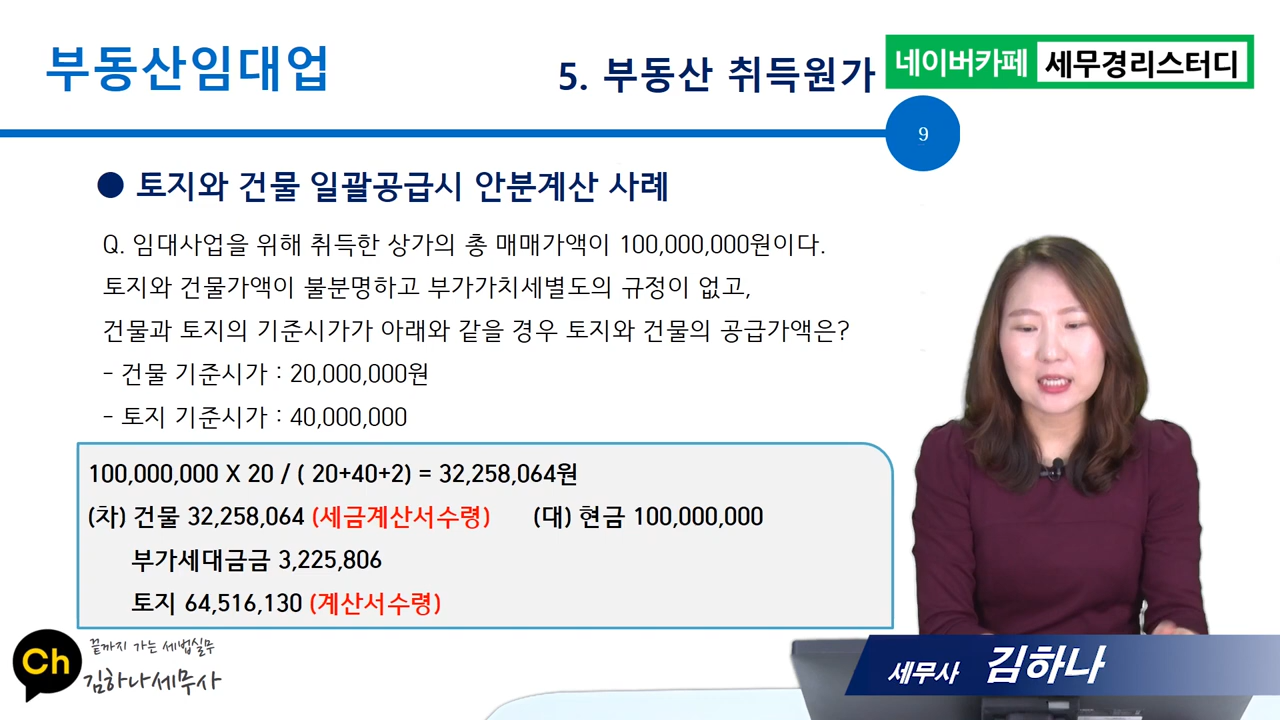 부동산임대업
5. 부동산 취득원가
네이버카페 세무경리스터디
9
● 토지와 건물 일괄공급시 안분계산 사례
Q. 임대사업을 위해 취득한 상가의 총 매매가액이 100,000,000원이다.
토지와 건물가액이 불분명하고 부가가치세별도의 규정이 없고,
건물과 토지의 기준시가가 아래와 같을 경우 토지와 건물의 공급가액은?
- 건물 기준시가 : 20,000,000원
- 토지 기준시가 : 40,000,000
100,000,000 X 20 / ( 20+40+2) = 32,258,064원
(차) 건물 32,258,064 (세금계산서수령) (대) 현금 100,000,000
부가세대금금 3,225,806
토지 64,516,130 (계산서수령)
Ch
끝까지 가는 세법실무
김하나세무사
세무사 김하나